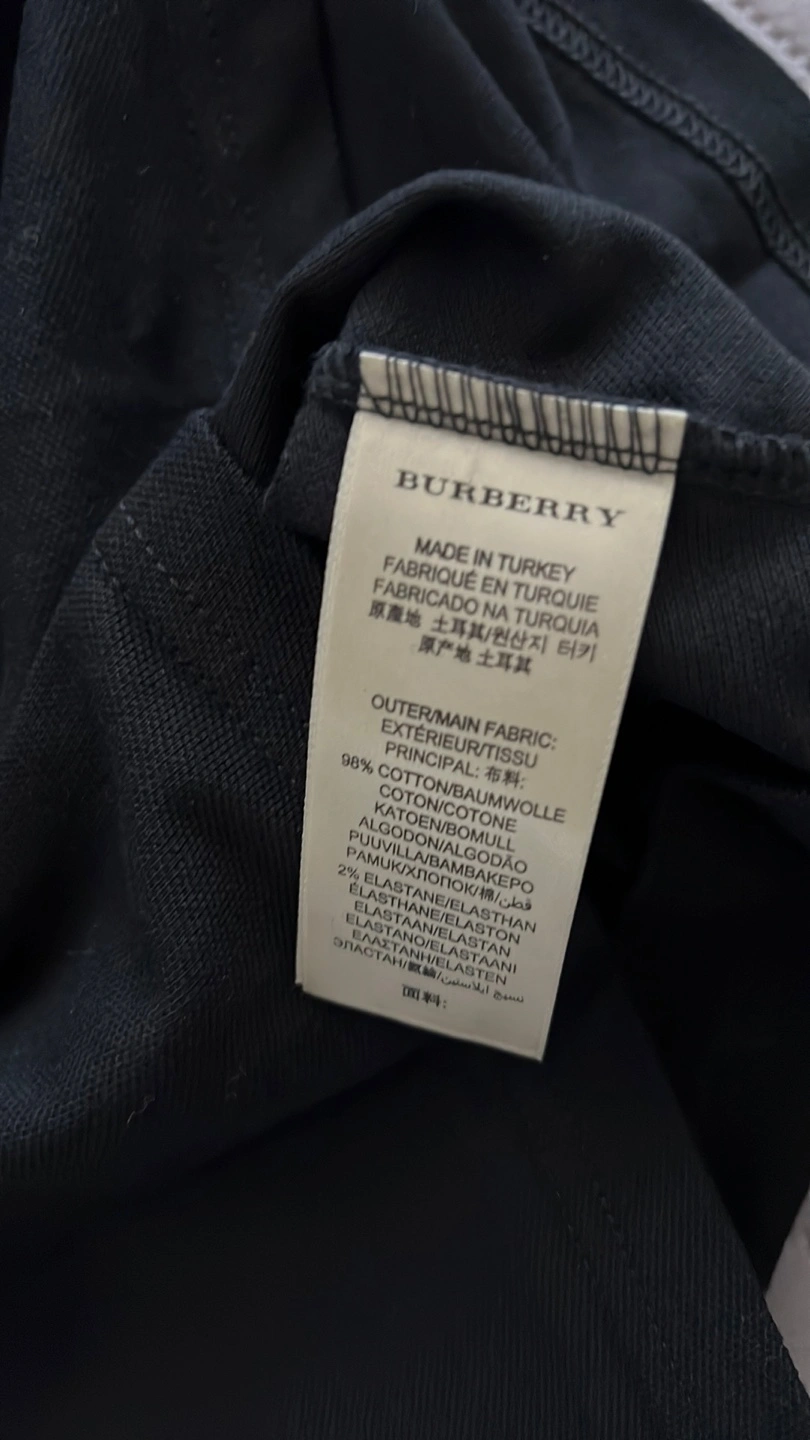 BURBERRY
MADE IN TURKEY
FABRIQUÉ EN TURQUIE
FABRICADO NA TURQUIA
原產地 土耳其/원산지 터키
原产地 土耳其
OUTER/MAIN FABRIC:
EXTÉRIEUR/TISSU
PRINCIPAL: 布料:
98% COTTON/BAUMWOLLE
COTON/COTONE
KATOEN/BOMULL
ALGODON/ALGODÃO
PUUVILLA/ΒΑΜΒΑΚΕΡΟ
PAMUK/ХЛОПОК/棉/قطن
2% ELASTANE/ELASTHAN
ÉLASTHANE/ELASTON
ELASTAAN/ELASTAN
ELASTANO/ELASTAANI
ΕΛΑΣΤΑΝΗ/ELASTEN
ЭЛАСТАН/氨綸/نسيج ايلاستين
面料: